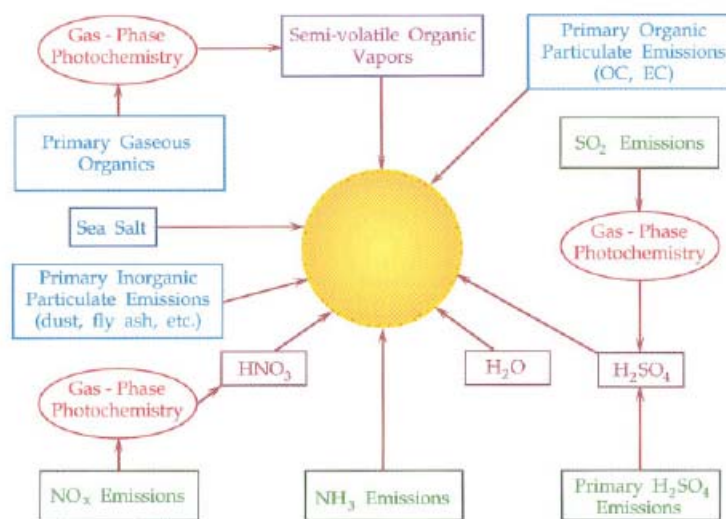 Gas - Phase
Photochemistry
Semi-volatile Organic
Vapors
Primary Organic
Particulate Emissions
(OC, EC)
Primary Gaseous
Organics
SO₂ Emissions
Sea Salt
Gas - Phase
Photochemistry
Primary Inorganic
Particulate Emissions
(dust, fly ash, etc.)
HNO₃
H₂O
H₂SO₄
Gas - Phase
Photochemistry
NOₓ Emissions
NH₃ Emissions
Primary H₂SO₄
Emissions